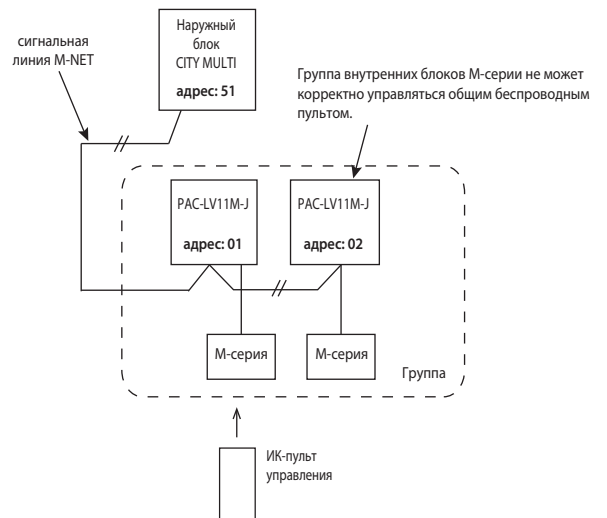 Наружный
блок
CITY MULTI
адрес: 51
сигнальная
линия M-NET
Группа внутренних блоков М-серии не может
корректно управляться общим беспроводным
пультом.
PAC-LV11M-J
адрес: 01
PAC-LV11M-J
адрес: 02
М-серия
М-серия
Группа
ИК-пульт
управления